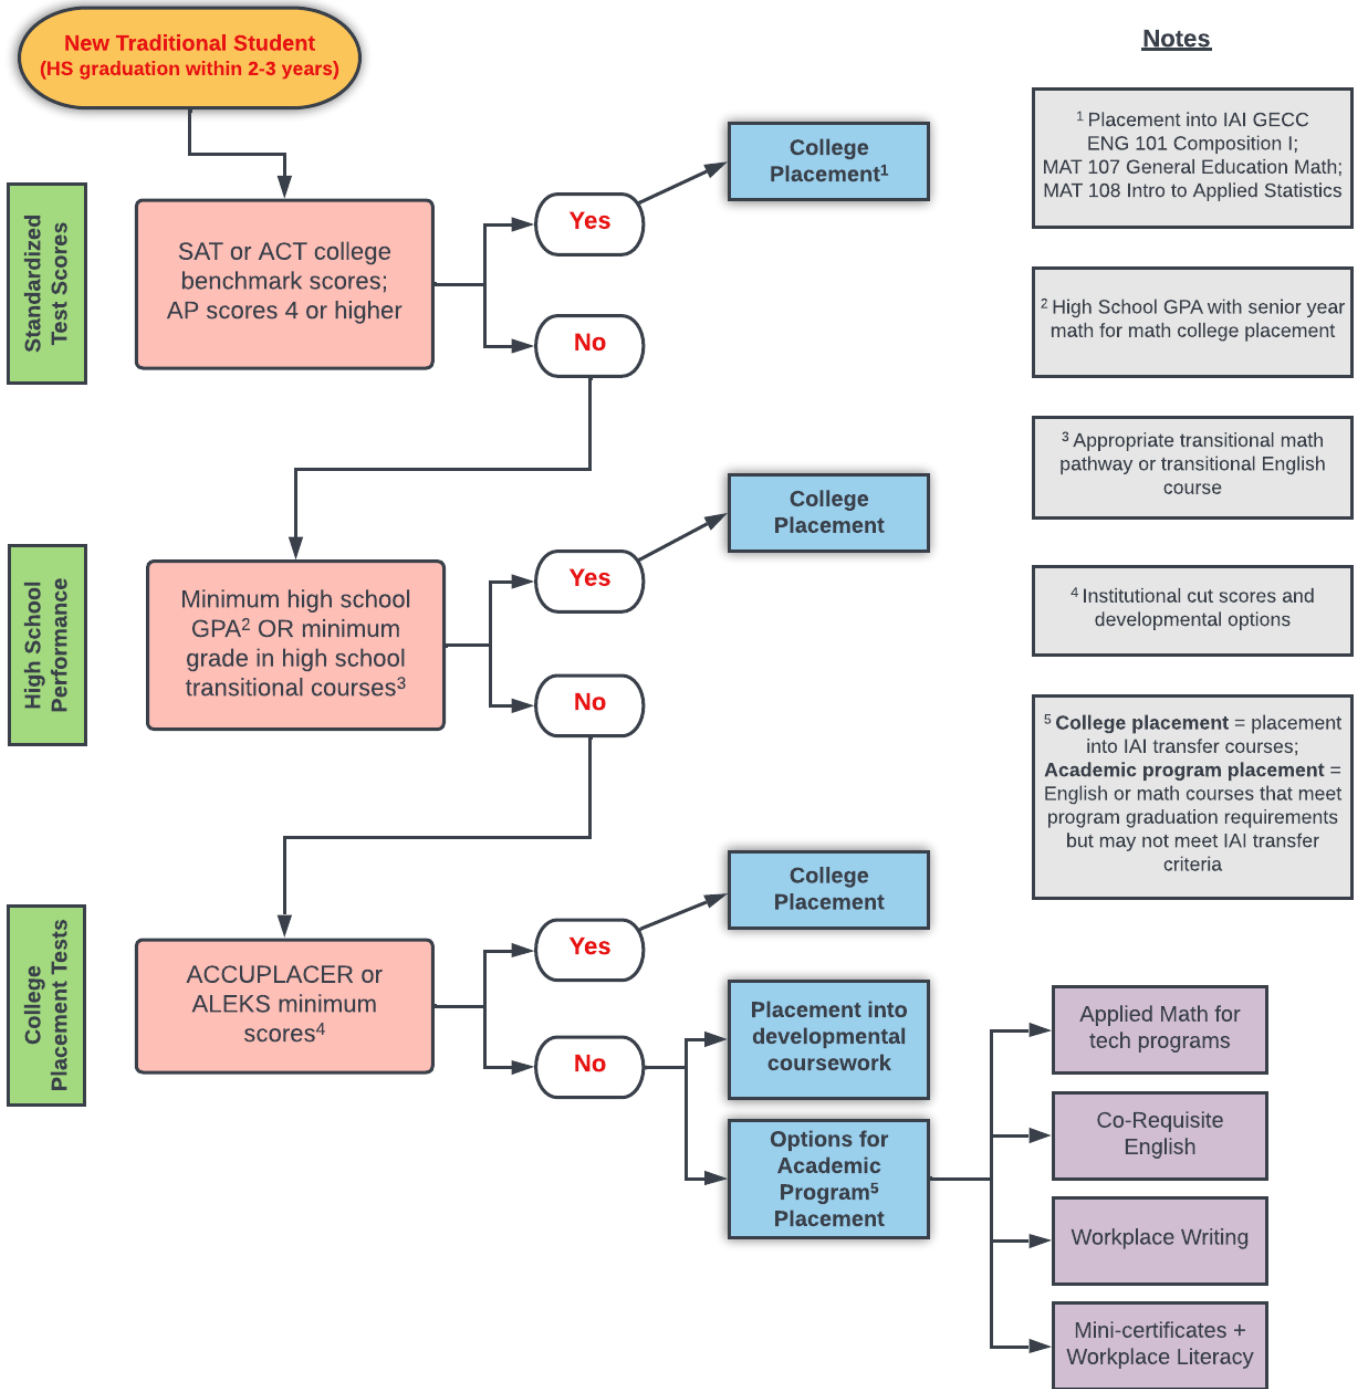 New Traditional Student
(HS graduation within 2-3 years)
Standardized
Test Scores
SAT or ACT college
benchmark scores;
AP scores 4 or higher
Yes
No
College
Placement¹
High School
Performance
Minimum high school
GPA² OR minimum
grade in high school
transitional courses³
Yes
No
College
Placement
College
Placement Tests
ACCUPLACER or
ALEKS minimum
scores⁴
Yes
No
College
Placement
Placement into
developmental
coursework
Options for
Academic
Program⁵
Placement
Applied Math for
tech programs
Co-Requisite
English
Workplace Writing
Mini-certificates +
Workplace Literacy
Notes
¹ Placement into IAI GECC
ENG 101 Composition I;
MAT 107 General Education Math;
MAT 108 Intro to Applied Statistics
² High School GPA with senior year
math for math college placement
³ Appropriate transitional math
pathway or transitional English
course
⁴ Institutional cut scores and
developmental options
⁵ College placement = placement
into IAI transfer courses;
Academic program placement =
English or math courses that meet
program graduation requirements
but may not meet IAI transfer
criteria